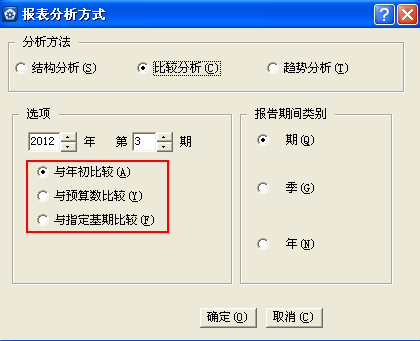 报表分析方式
分析方法
结构分析(S) 比较分析(C) 趋势分析(T)
选项 报告期间类别
2012 年 第 3 期 期(Q)
与年初比较(A)
与预算数比较(Y) 季(G)
与指定基期比较(F)
年(N)
确定(O) 取消(C)